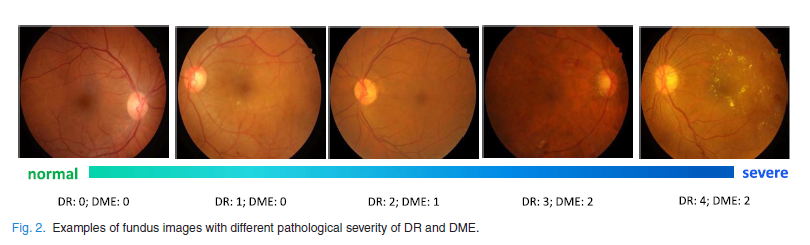 normal severe
DR: 0; DME: 0 DR: 1; DME: 0 DR: 2; DME: 1 DR: 3; DME: 2 DR: 4; DME: 2
Fig. 2. Examples of fundus images with different pathological severity of DR and DME.